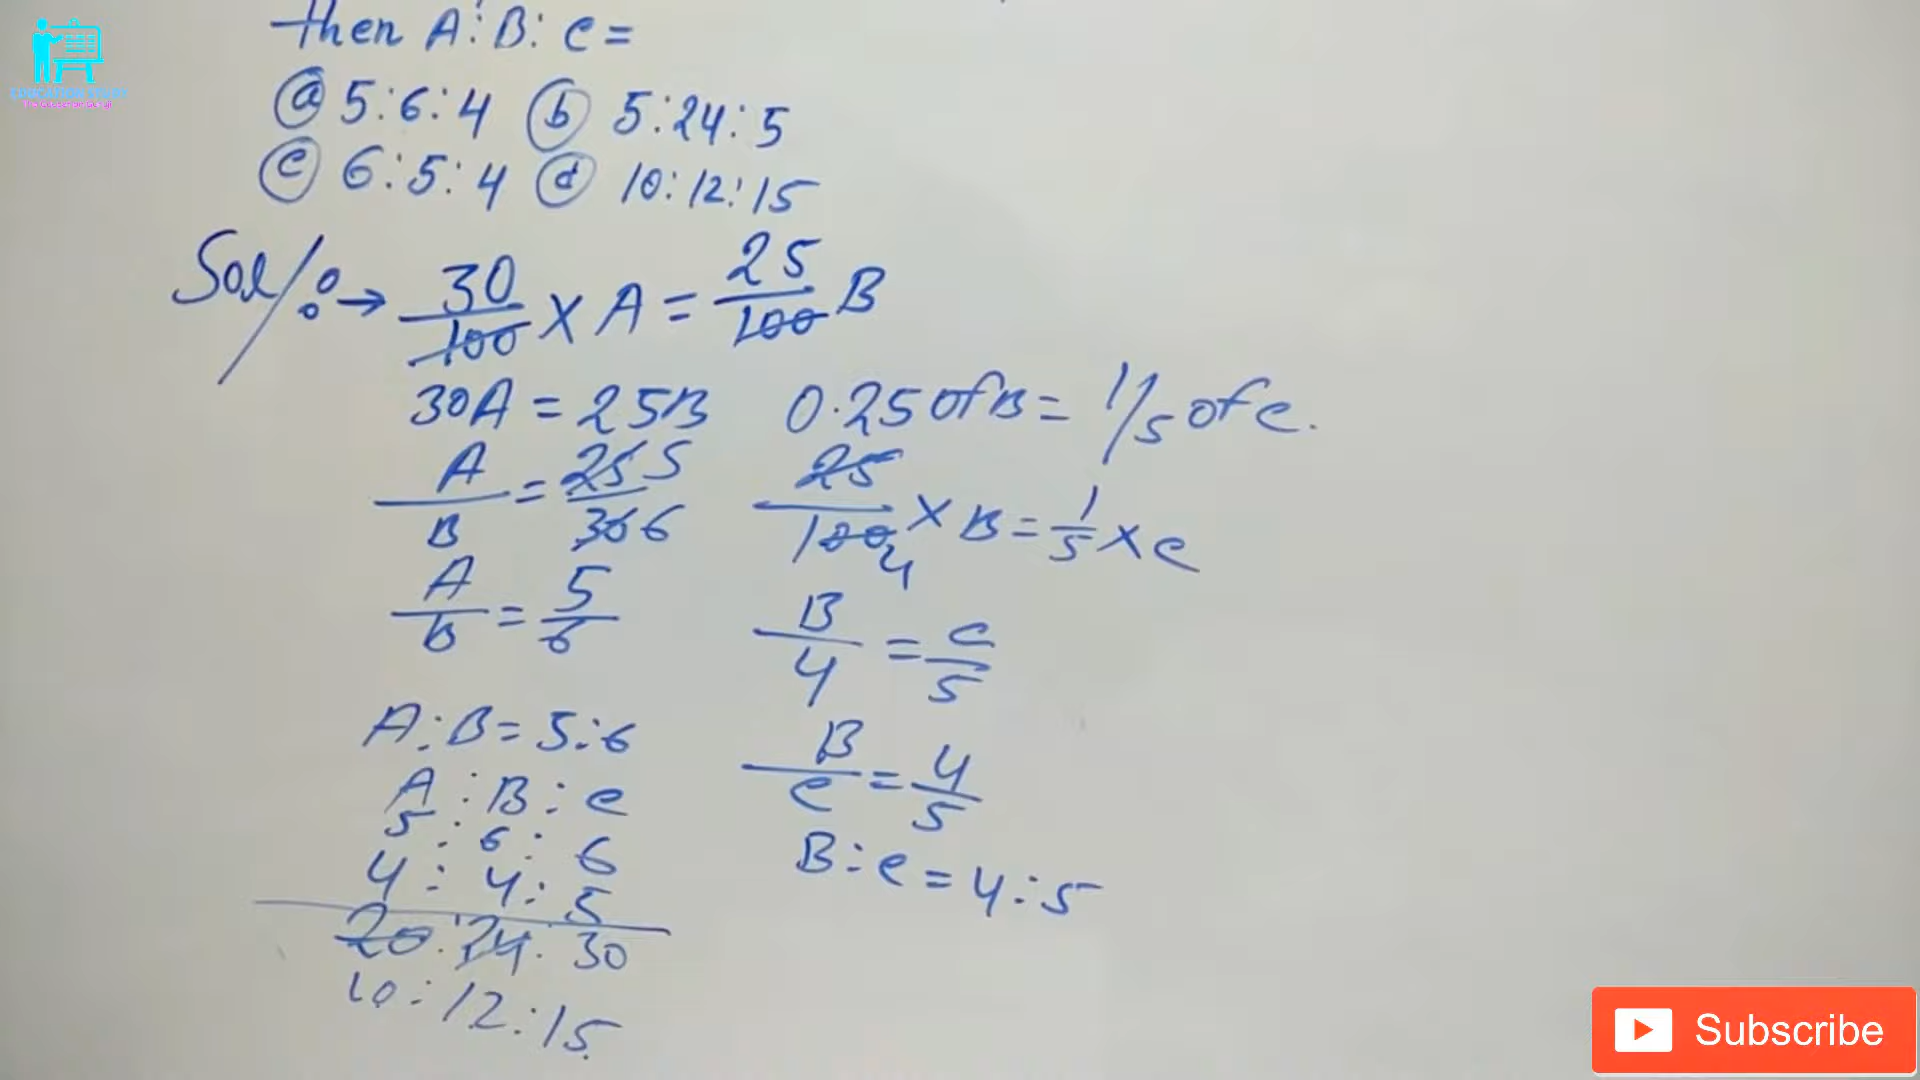 EDUCATION STUDY
then A:B:C=
(a) 5:6:4 (b) 5:24:5
(c) 6:5:4 (d) 10:12:15
Sol/: → 30/100 × A = 25/100 B
30A = 25B
A/B = 25 5/30 6
A/B = 5/6
A:B = 5:6
A : B : C
5 : 6 : 6
4 : 4 : 5
20 : 24 : 30
10 : 12 : 15
0.25 of B = 1/5 of C.
25/100 4 × B = 1/5 × C
B/4 = C/5
B/C = 4/5
B:C = 4:5
Subscribe